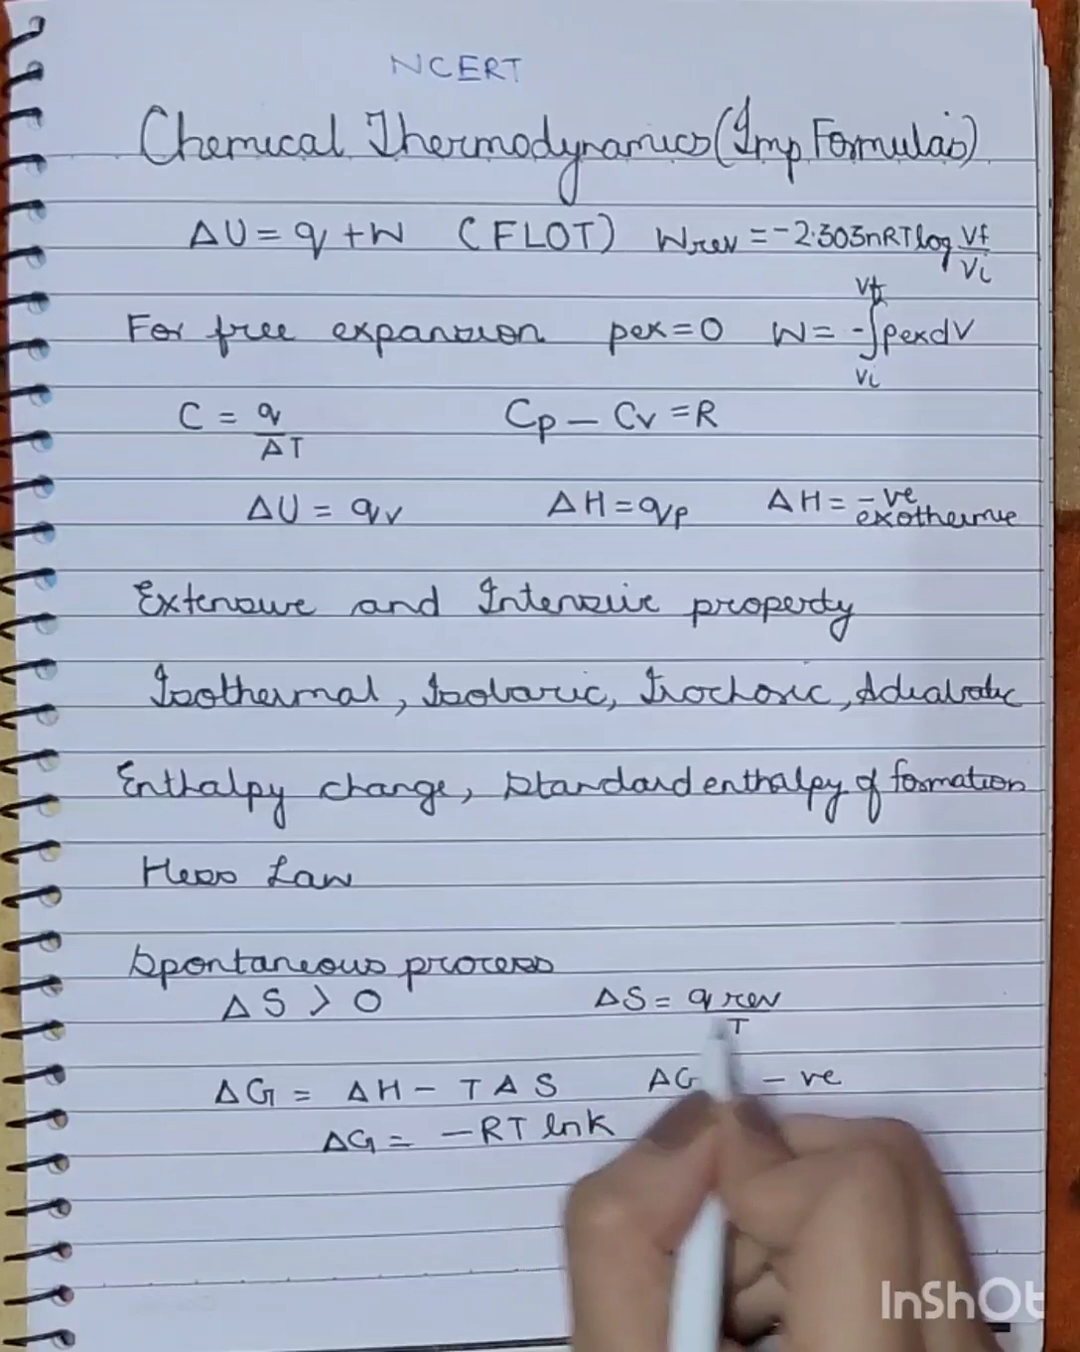 NCERT
Chemical Thermodynamics (Imp Formulas)
ΔU = q + W (FLOT) Wrev = -2.303nRT log Vf/Vi
For free expansion pex = 0 W = -∫ pex dV Vf Vi
C = q/ΔT Cp - Cv = R
ΔU = qv ΔH = qp ΔH = -ve exothermic
Extensive and Intensive property
Isothermal, Isobaric, Isochoric, Adiabatic
Enthalpy change, standard enthalpy of formation
Hess Law
Spontaneous process
ΔS > 0 ΔS = q rev/T
ΔG = ΔH - TΔS ΔG - ve
ΔG = -RT lnK
InShOt